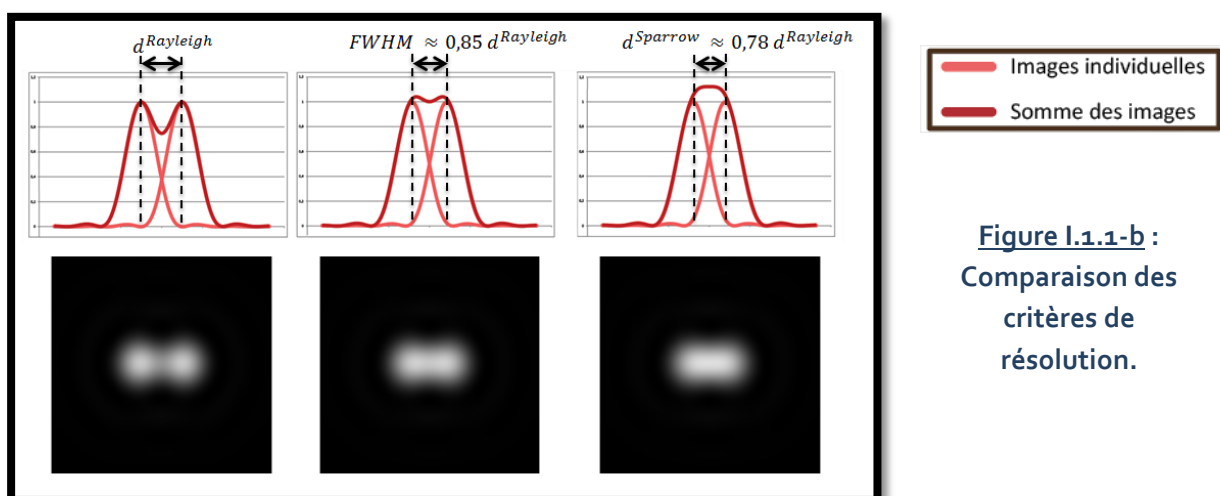 d^Rayleigh
FWHM ≈ 0,85 d^Rayleigh
d^Sparrow ≈ 0,78 d^Rayleigh
Images individuelles
Somme des images
Figure I.1.1-b :
Comparaison des
critères de
résolution.